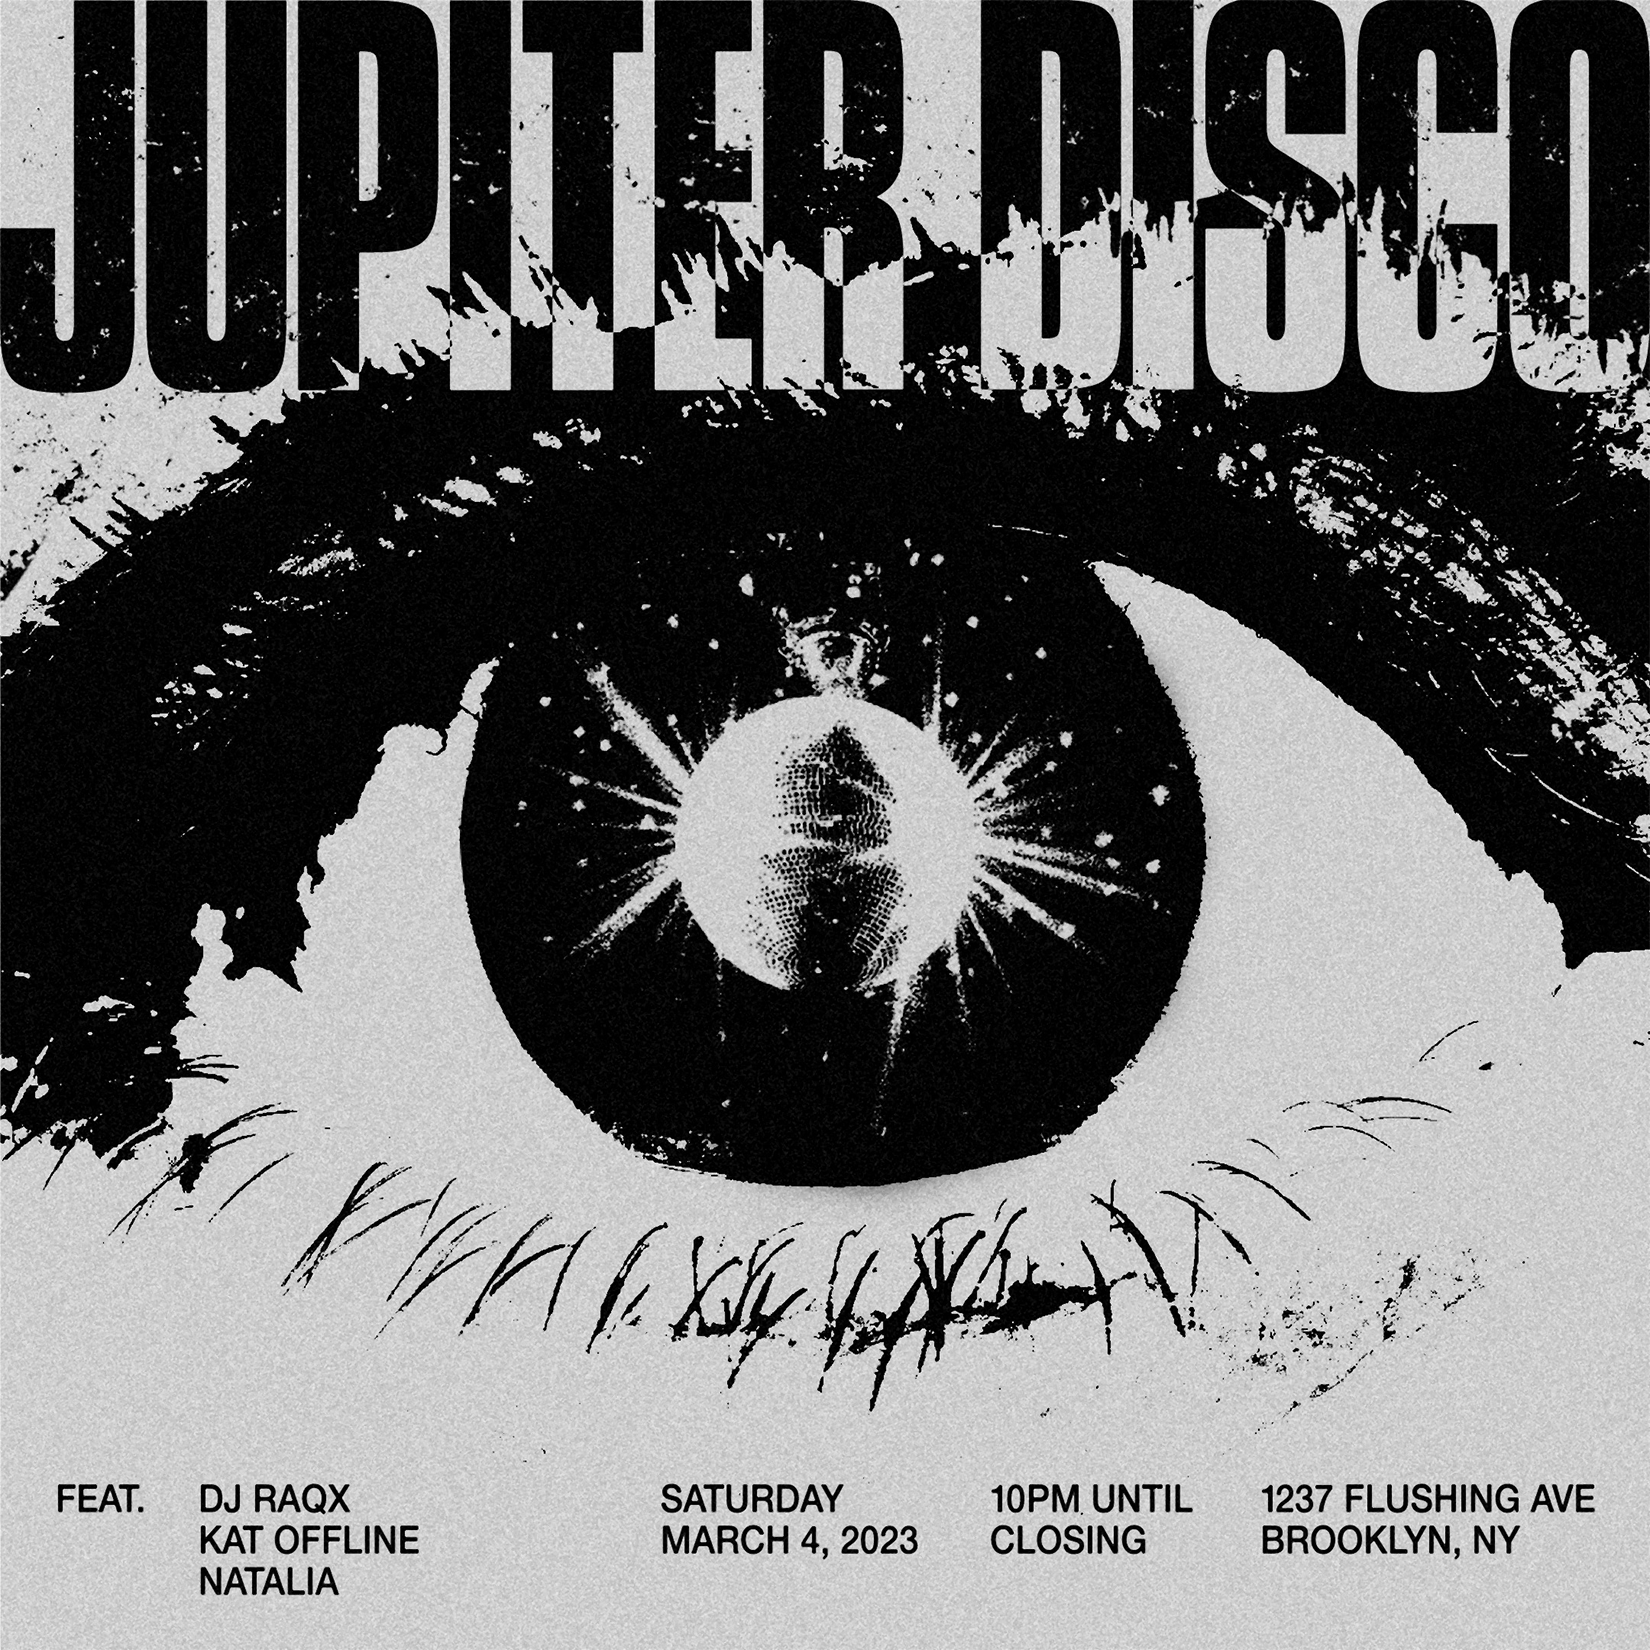 JUPITER DISCO
FEAT.
DJ RAQX
KAT OFFLINE
NATALIA
SATURDAY
MARCH 4, 2023
10PM UNTIL
CLOSING
1237 FLUSHING AVE
BROOKLYN, NY